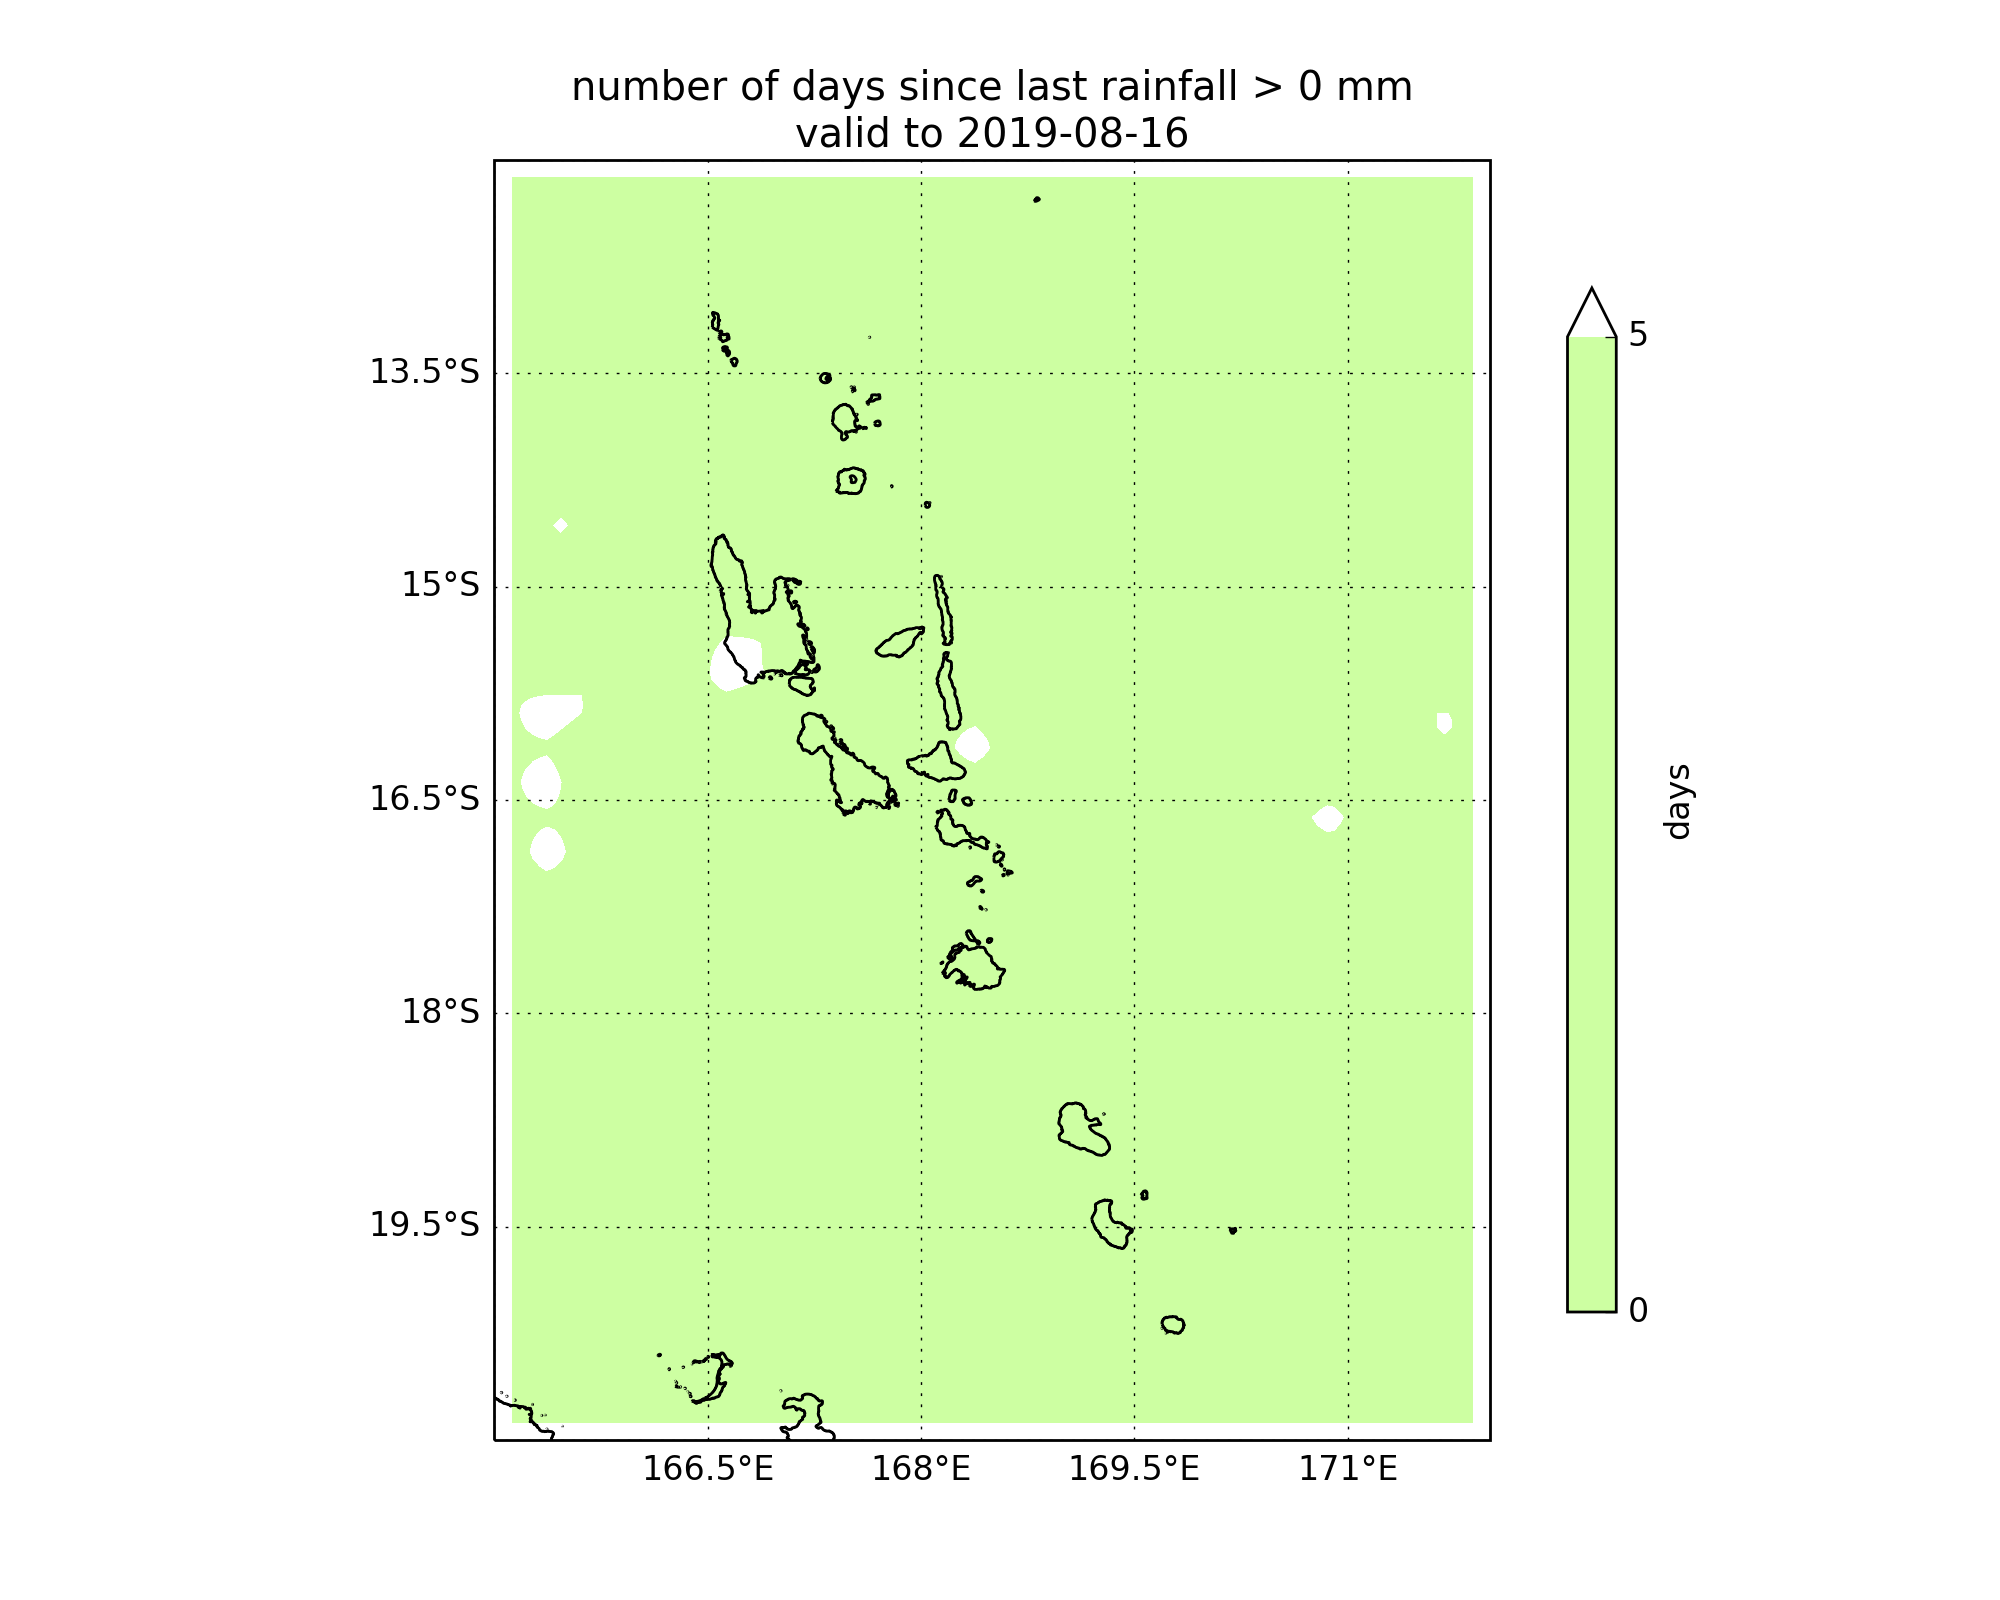 number of days since last rainfall > 0 mm
valid to 2019-08-16
13.5°S
15°S
16.5°S
18°S
19.5°S
166.5°E
168°E
169.5°E
171°E
5
0
days